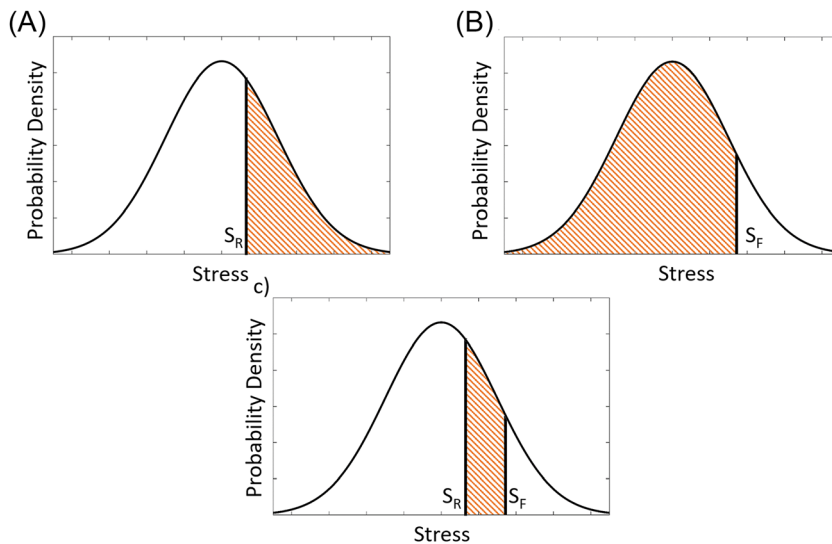 (A)
Probability Density
S_R
Stress
(B)
Probability Density
S_F
Stress
c)
Probability Density
S_R
S_F
Stress